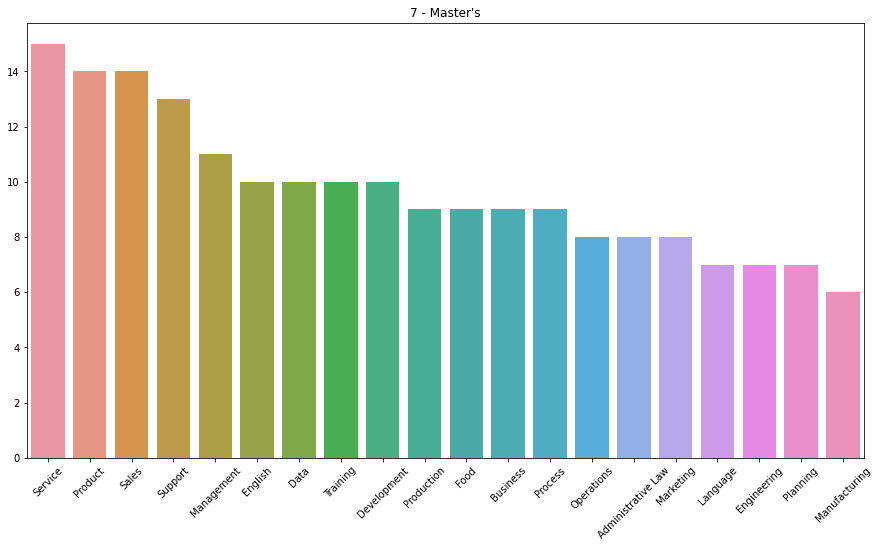 7 - Master's
14
12
10
8
6
4
2
0
Service
Product
Sales
Support
Management
English
Data
Training
Development
Production
Food
Business
Process
Operations
Administrative Law
Marketing
Language
Engineering
Planning
Manufacturing